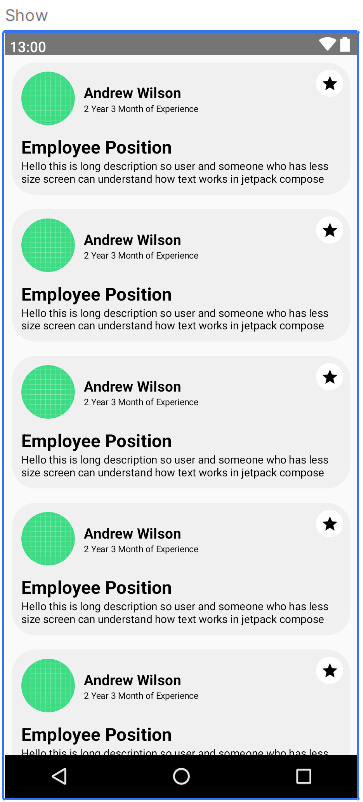 Show
13:00
Andrew Wilson
2 Year 3 Month of Experience
Employee Position
Hello this is long description so user and someone who has less
size screen can understand how text works in jetpack compose
Andrew Wilson
2 Year 3 Month of Experience
Employee Position
Hello this is long description so user and someone who has less
size screen can understand how text works in jetpack compose
Andrew Wilson
2 Year 3 Month of Experience
Employee Position
Hello this is long description so user and someone who has less
size screen can understand how text works in jetpack compose
Andrew Wilson
2 Year 3 Month of Experience
Employee Position
Hello this is long description so user and someone who has less
size screen can understand how text works in jetpack compose
Andrew Wilson
2 Year 3 Month of Experience
Employee Position
Hello this is long description so user and someone who has less